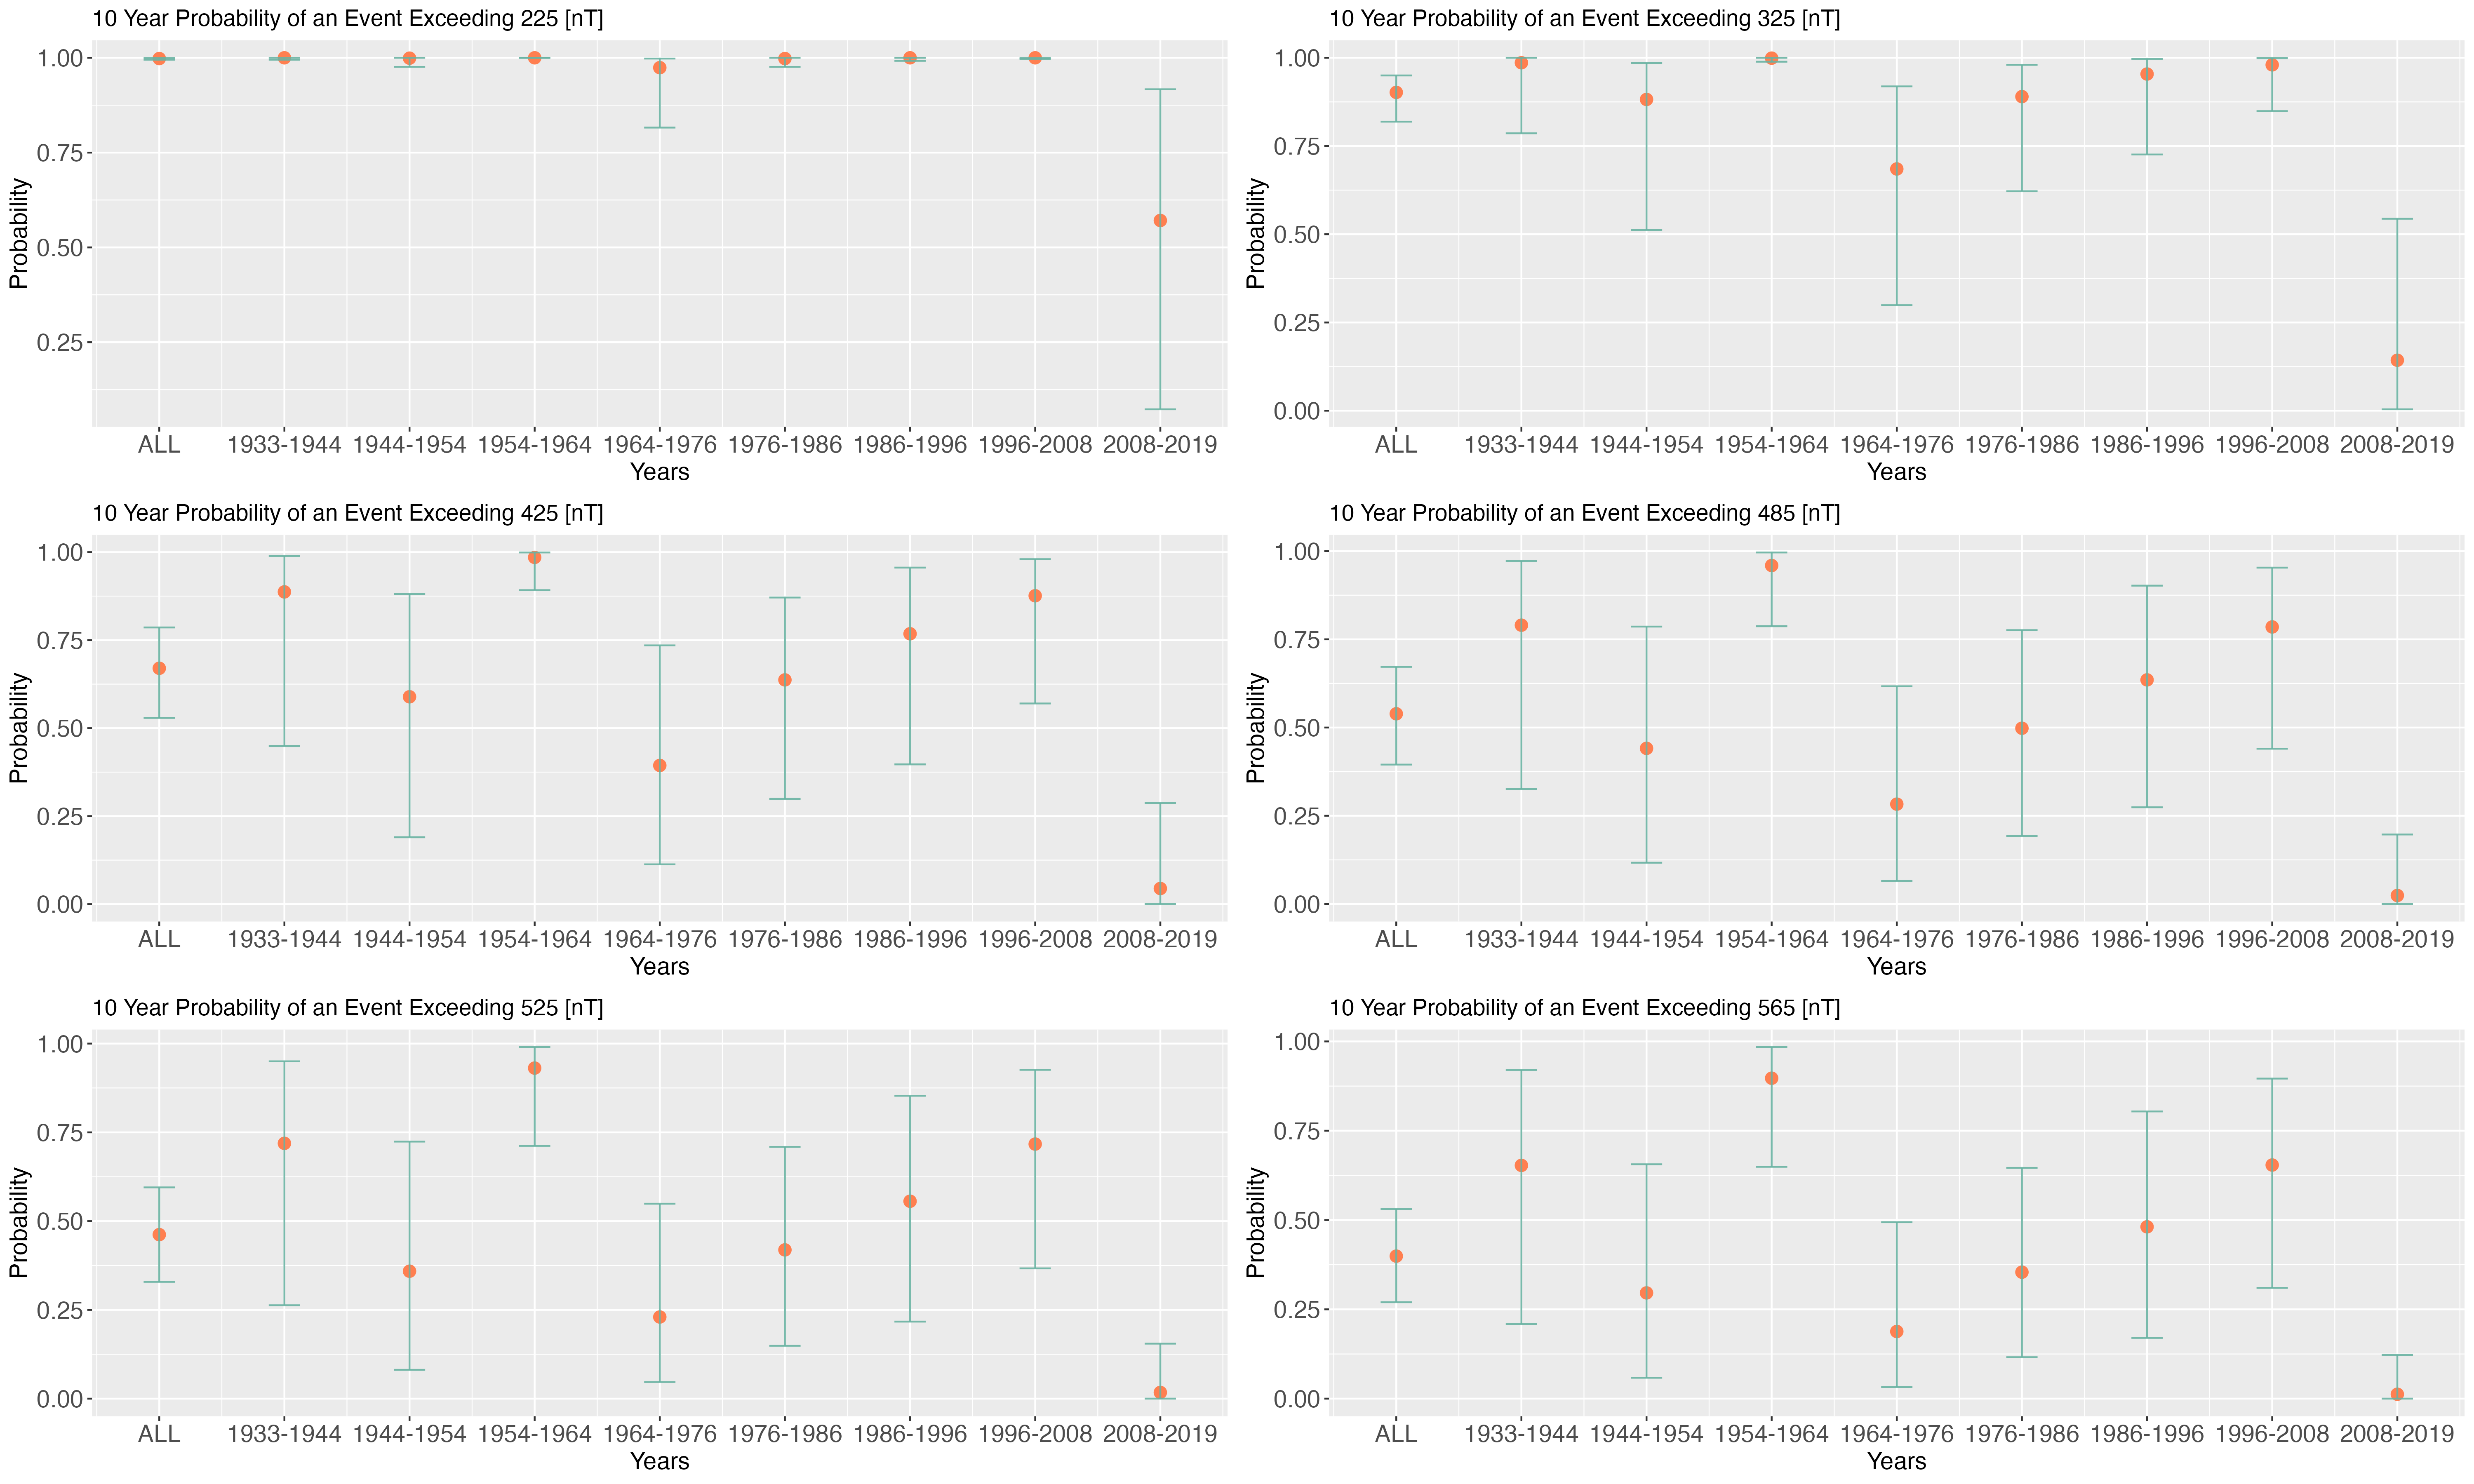 10 Year Probability of an Event Exceeding 225 [nT]
1.00
0.75
0.50
0.25
Probability
ALL 1933-1944 1944-1954 1954-1964 1964-1976 1976-1986 1986-1996 1996-2008 2008-2019
Years
10 Year Probability of an Event Exceeding 325 [nT]
1.00
0.75
0.50
0.25
0.00
Probability
ALL 1933-1944 1944-1954 1954-1964 1964-1976 1976-1986 1986-1996 1996-2008 2008-2019
Years
10 Year Probability of an Event Exceeding 425 [nT]
1.00
0.75
0.50
0.25
0.00
Probability
ALL 1933-1944 1944-1954 1954-1964 1964-1976 1976-1986 1986-1996 1996-2008 2008-2019
Years
10 Year Probability of an Event Exceeding 485 [nT]
1.00
0.75
0.50
0.25
0.00
Probability
ALL 1933-1944 1944-1954 1954-1964 1964-1976 1976-1986 1986-1996 1996-2008 2008-2019
Years
10 Year Probability of an Event Exceeding 525 [nT]
1.00
0.75
0.50
0.25
0.00
Probability
ALL 1933-1944 1944-1954 1954-1964 1964-1976 1976-1986 1986-1996 1996-2008 2008-2019
Years
10 Year Probability of an Event Exceeding 565 [nT]
1.00
0.75
0.50
0.25
0.00
Probability
ALL 1933-1944 1944-1954 1954-1964 1964-1976 1976-1986 1986-1996 1996-2008 2008-2019
Years